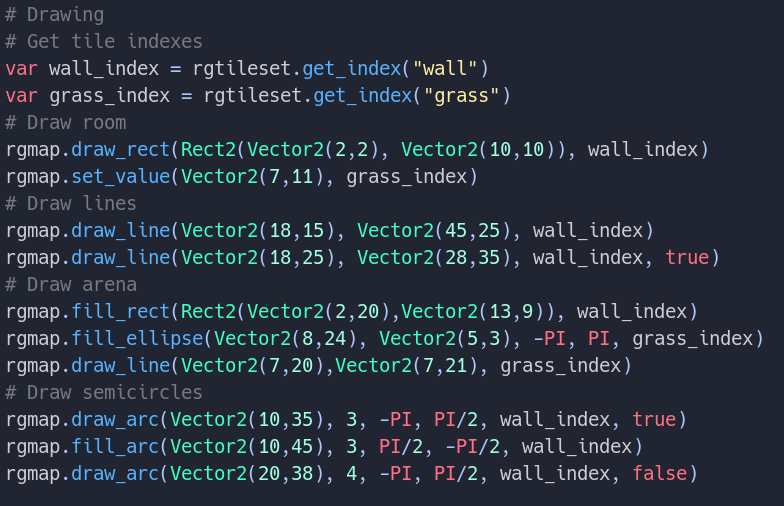 # Drawing
# Get tile indexes
var wall_index = rgtileset.get_index("wall")
var grass_index = rgtileset.get_index("grass")
# Draw room
rgmap.draw_rect(Rect2(Vector2(2,2), Vector2(10,10)), wall_index)
rgmap.set_value(Vector2(7,11), grass_index)
# Draw lines
rgmap.draw_line(Vector2(18,15), Vector2(45,25), wall_index)
rgmap.draw_line(Vector2(18,25), Vector2(28,35), wall_index, true)
# Draw arena
rgmap.fill_rect(Rect2(Vector2(2,20),Vector2(13,9)), wall_index)
rgmap.fill_ellipse(Vector2(8,24), Vector2(5,3), -PI, PI, grass_index)
rgmap.draw_line(Vector2(7,20),Vector2(7,21), grass_index)
# Draw semicircles
rgmap.draw_arc(Vector2(10,35), 3, -PI, PI/2, wall_index, true)
rgmap.fill_arc(Vector2(10,45), 3, PI/2, -PI/2, wall_index)
rgmap.draw_arc(Vector2(20,38), 4, -PI, PI/2, wall_index, false)